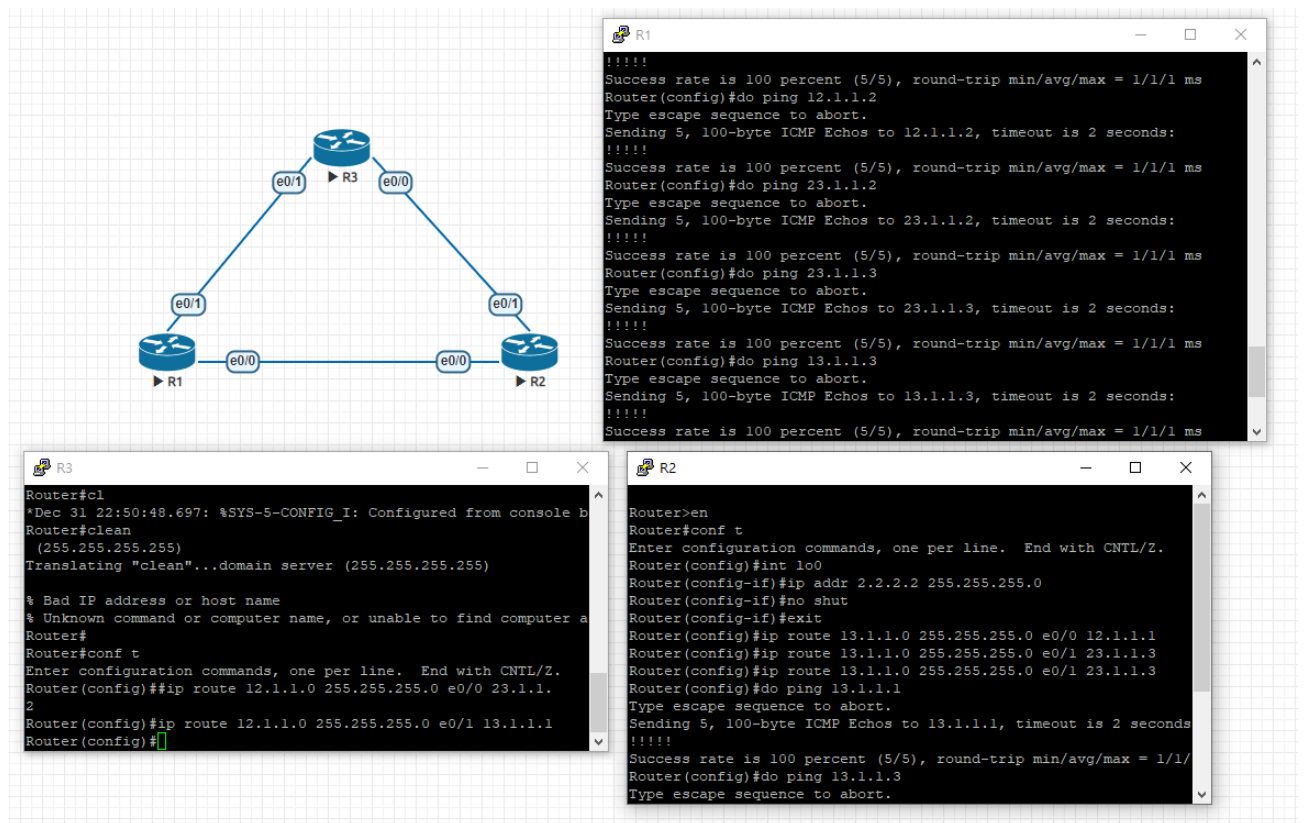 R1
!!!!!
Success rate is 100 percent (5/5), round-trip min/avg/max = 1/1/1 ms
Router(config)#do ping 12.1.1.2
Type escape sequence to abort.
Sending 5, 100-byte ICMP Echos to 12.1.1.2, timeout is 2 seconds:
!!!!!
Success rate is 100 percent (5/5), round-trip min/avg/max = 1/1/1 ms
Router(config)#do ping 23.1.1.2
Type escape sequence to abort.
Sending 5, 100-byte ICMP Echos to 23.1.1.2, timeout is 2 seconds:
!!!!!
Success rate is 100 percent (5/5), round-trip min/avg/max = 1/1/1 ms
Router(config)#do ping 23.1.1.3
Type escape sequence to abort.
Sending 5, 100-byte ICMP Echos to 23.1.1.3, timeout is 2 seconds:
!!!!!
Success rate is 100 percent (5/5), round-trip min/avg/max = 1/1/1 ms
Router(config)#do ping 13.1.1.3
Type escape sequence to abort.
Sending 5, 100-byte ICMP Echos to 13.1.1.3, timeout is 2 seconds:
!!!!!
Success rate is 100 percent (5/5), round-trip min/avg/max = 1/1/1 ms
e0/1
R3
e0/0
e0/1
e0/1
e0/0
e0/0
R1
R2
R3
Router#cl
*Dec 31 22:50:48.697: %SYS-5-CONFIG_I: Configured from console b
Router#clean
(255.255.255.255)
Translating "clean"...domain server (255.255.255.255)
% Bad IP address or host name
% Unknown command or computer name, or unable to find computer a
Router#
Router#conf t
Enter configuration commands, one per line.  End with CNTL/Z.
Router(config)##ip route 12.1.1.0 255.255.255.0 e0/0 23.1.1.
2
Router(config)#ip route 12.1.1.0 255.255.255.0 e0/1 13.1.1.1
Router(config)#
R2
Router>en
Router#conf t
Enter configuration commands, one per line.  End with CNTL/Z.
Router(config)#int lo0
Router(config-if)#ip addr 2.2.2.2 255.255.255.0
Router(config-if)#no shut
Router(config-if)#exit
Router(config)#ip route 13.1.1.0 255.255.255.0 e0/0 12.1.1.1
Router(config)#ip route 13.1.1.0 255.255.255.0 e0/1 23.1.1.3
Router(config)#ip route 13.1.1.0 255.255.255.0 e0/1 23.1.1.3
Router(config)#do ping 13.1.1.1
Type escape sequence to abort.
Sending 5, 100-byte ICMP Echos to 13.1.1.1, timeout is 2 seconds
!!!!!
Success rate is 100 percent (5/5), round-trip min/avg/max = 1/1/
Router(config)#do ping 13.1.1.3
Type escape sequence to abort.